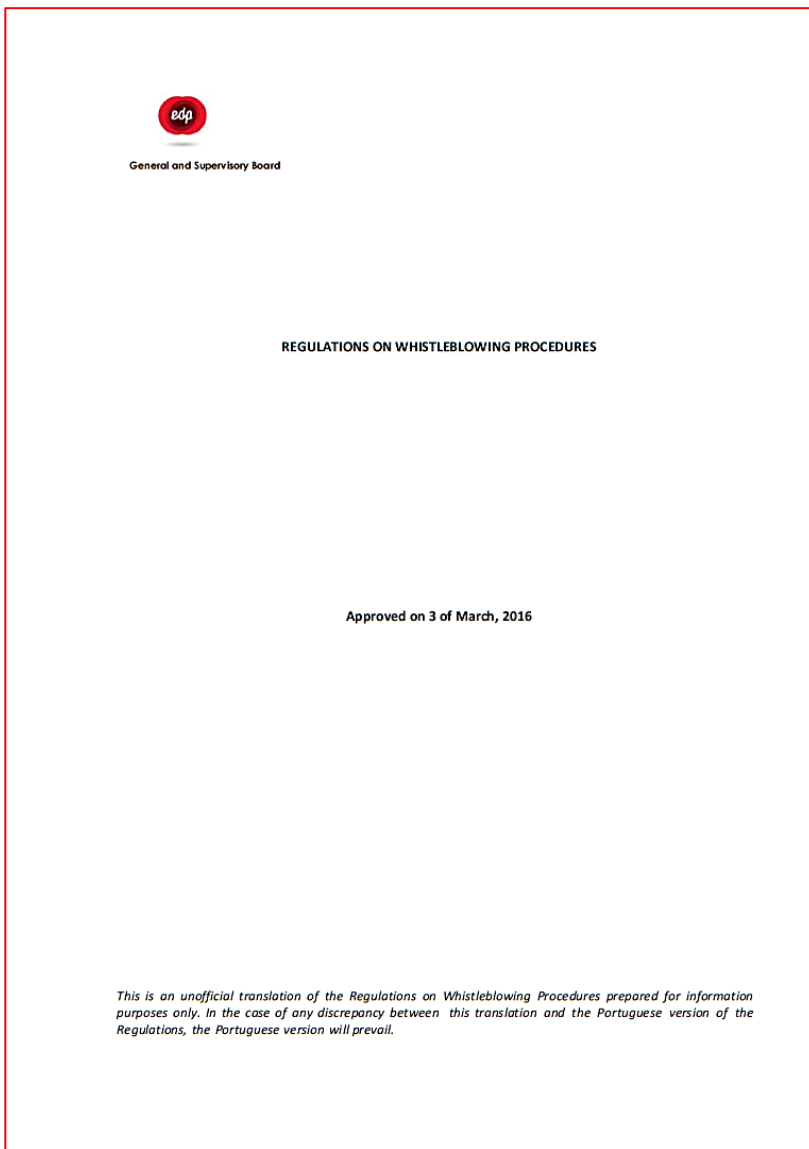 edp
General and Supervisory Board
REGULATIONS ON WHISTLEBLOWING PROCEDURES
Approved on 3 of March, 2016
This is an unofficial translation of the Regulations on Whistleblowing Procedures prepared for information
purposes only. In the case of any discrepancy between this translation and the Portuguese version of the
Regulations, the Portuguese version will prevail.